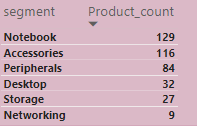 segment Product_count
Notebook 129
Accessories 116
Peripherals 84
Desktop 32
Storage 27
Networking 9